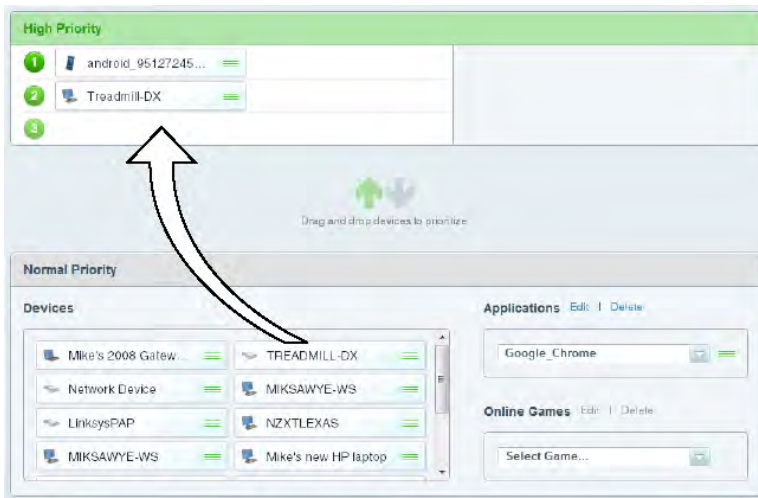 High Priority
1 android_95127245...
2 Treadmill-DX
3
Drag and drop devices to prioritize
Normal Priority
Devices
Applications Edit | Delete
Mike's 2008 Gatew... TREADMILL-DX
Google_Chrome
Network Device MIKSAWYE-WS
LinksysPAP NZXTLEXAS
Online Games Edit | Delete
MIKSAWYE-WS Mike's new HP laptop
Select Game...